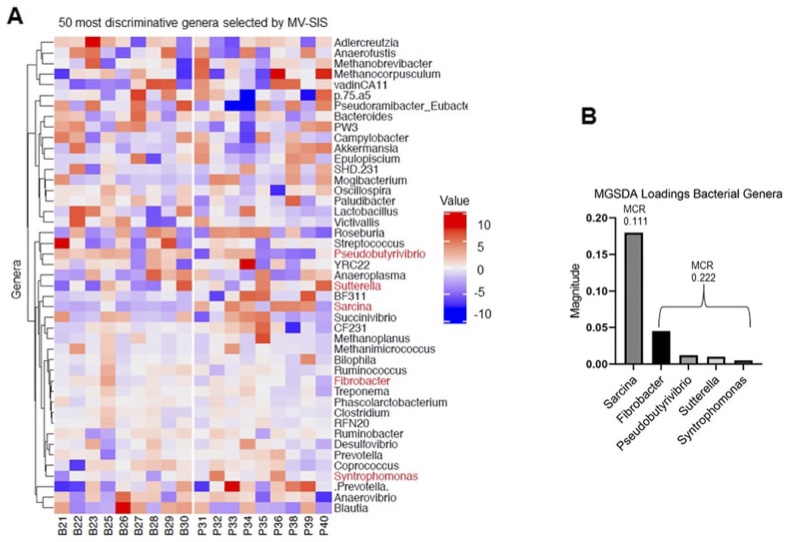 A
50 most discriminative genera selected by MV-SIS
Genera
Adlercreutzia
Anaerofustis
Methanobrevibacter
Methanocorpusculum
vadinCA11
p.75.a5
Pseudoramibacter_Eubacte
Bacteroides
PW3
Campylobacter
Akkermansia
Epulopiscium
SHD.231
Mogibacterium
Oscillospira
Paludibacter
Lactobacillus
Victivallis
Roseburia
Streptococcus
Pseudobutyrivibrio
YRC22
Anaeroplasma
Sutterella
BF311
Sarcina
Succinivibrio
CF231
Methanoplanus
Methanimicrococcus
Bilophila
Ruminococcus
Fibrobacter
Treponema
Phascolarctobacterium
Clostridium
RFN20
Ruminobacter
Desulfovibrio
Prevotella
Coprococcus
Syntrophomonas
.Prevotella.
Anaerovibrio
Blautia
B21 B22 B23 B25 B26 B27 B28 B29 B30 P31 P32 P33 P34 P35 P36 P38 P39 P40
Value
10
5
0
-5
-10
B
MGSDA Loadings Bacterial Genera
Magnitude
0.20
0.15
0.10
0.05
0.00
MCR
0.111
MCR
0.222
Sarcina
Fibrobacter
Pseudobutyrivibrio
Sutterella
Syntrophomonas